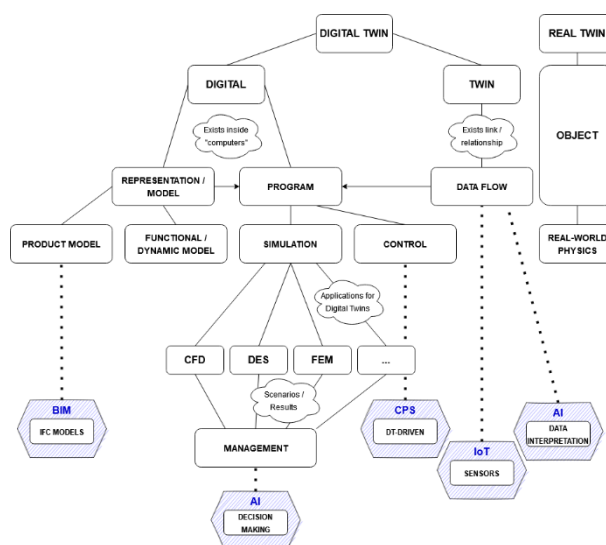 DIGITAL TWIN
REAL TWIN
DIGITAL
TWIN
Exists inside
"computers"
Exists link /
relationship
OBJECT
REPRESENTATION /
MODEL
PROGRAM
DATA FLOW
PRODUCT MODEL
FUNCTIONAL /
DYNAMIC MODEL
SIMULATION
CONTROL
REAL-WORLD
PHYSICS
Applications for
Digital Twins
CFD
DES
FEM
...
Scenarios /
Results
BIM
IFC MODELS
CPS
DT-DRIVEN
AI
DATA
INTERPRETATION
MANAGEMENT
IoT
SENSORS
AI
DECISION
MAKING